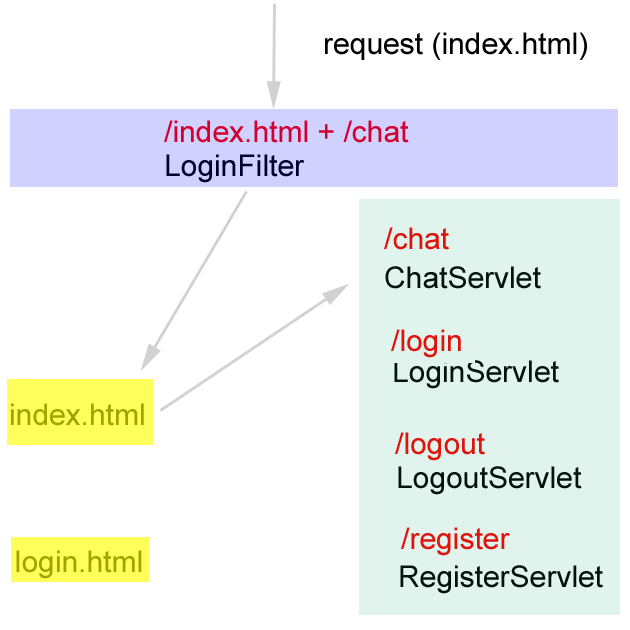 request (index.html)
/index.html + /chat
LoginFilter
/chat
ChatServlet
/login
LoginServlet
index.html
/logout
LogoutServlet
/register
login.html
RegisterServlet